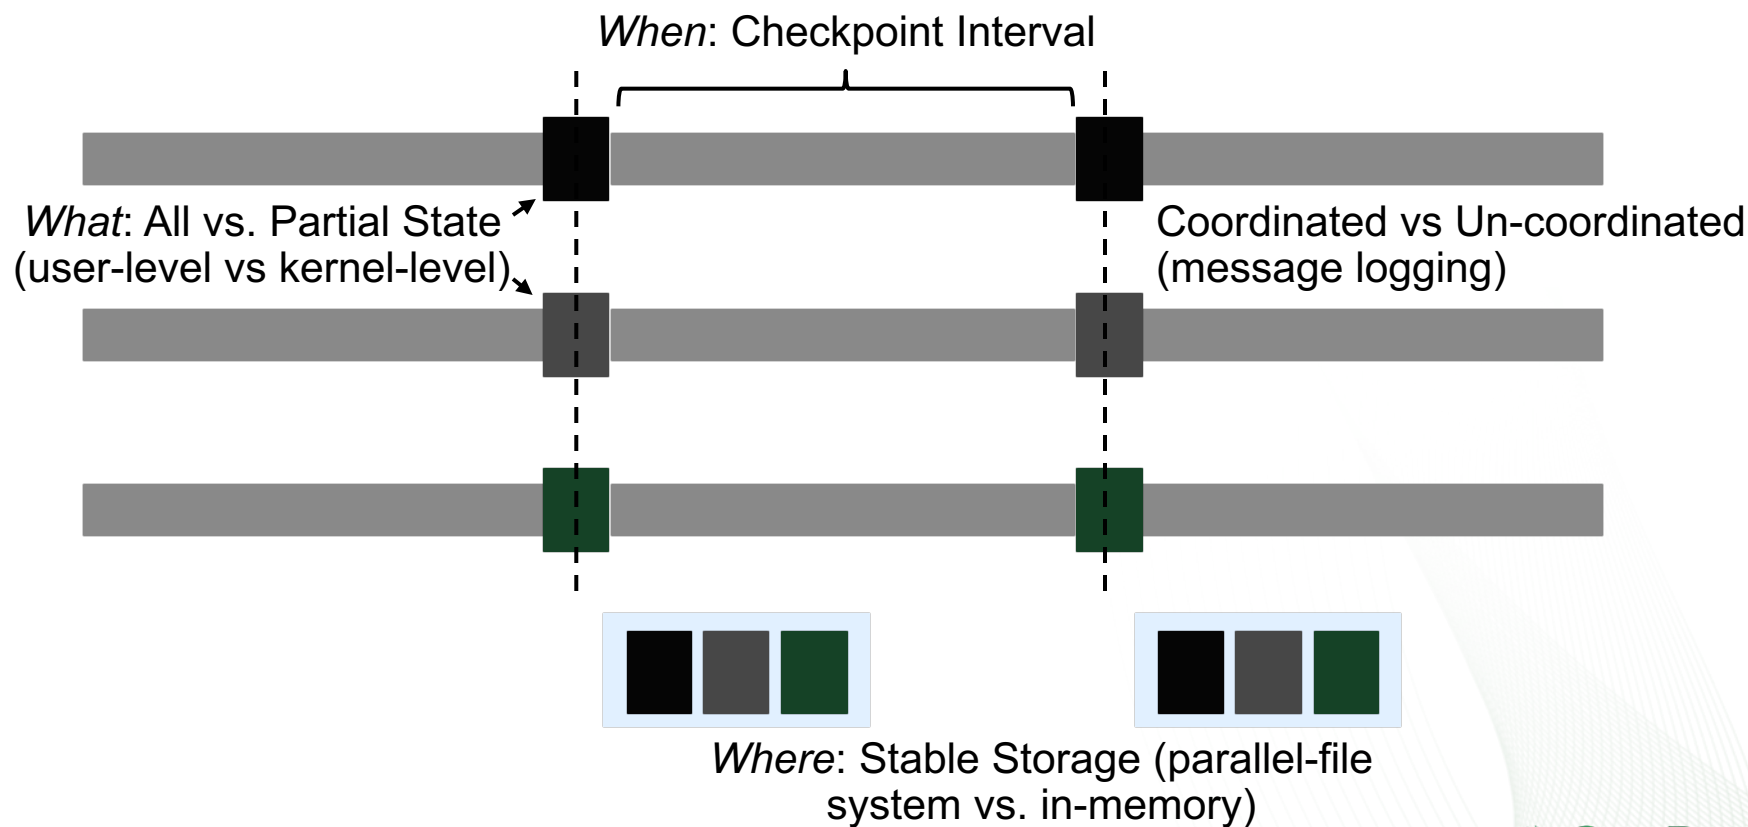 When: Checkpoint Interval
What: All vs. Partial State
(user-level vs kernel-level)
Coordinated vs Un-coordinated
(message logging)
Where: Stable Storage (parallel-file
system vs. in-memory)